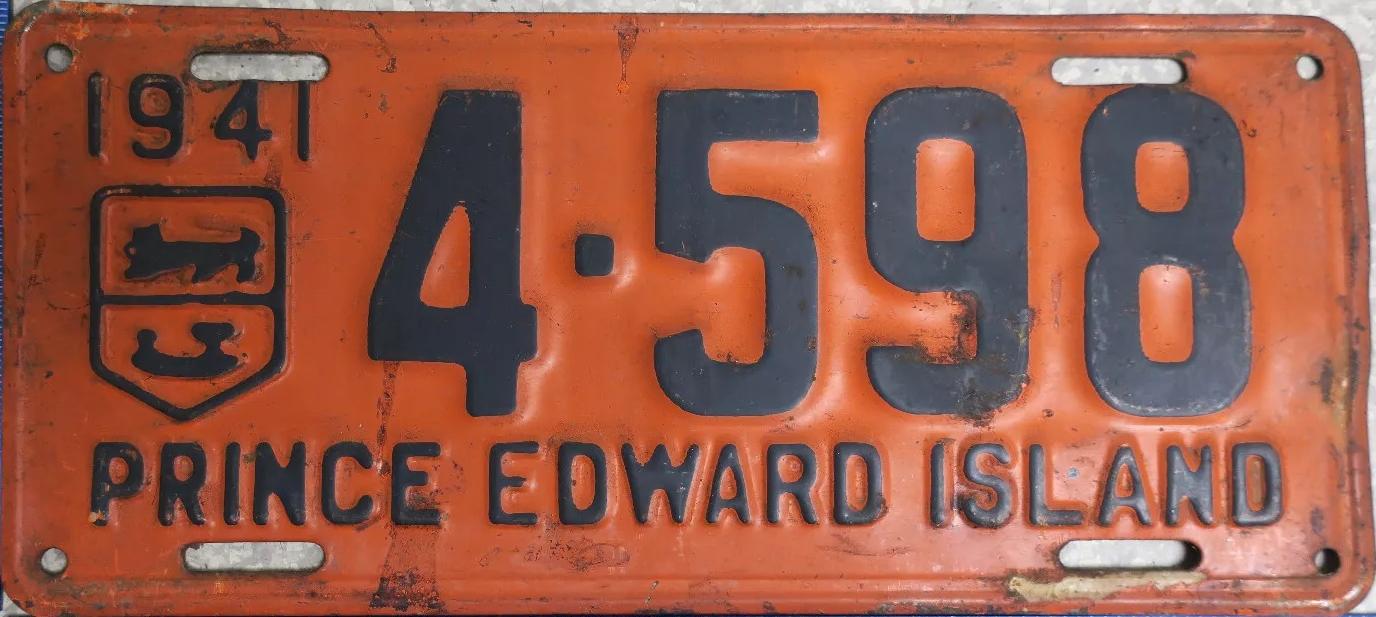 1941
4·598
PRINCE EDWARD ISLAND